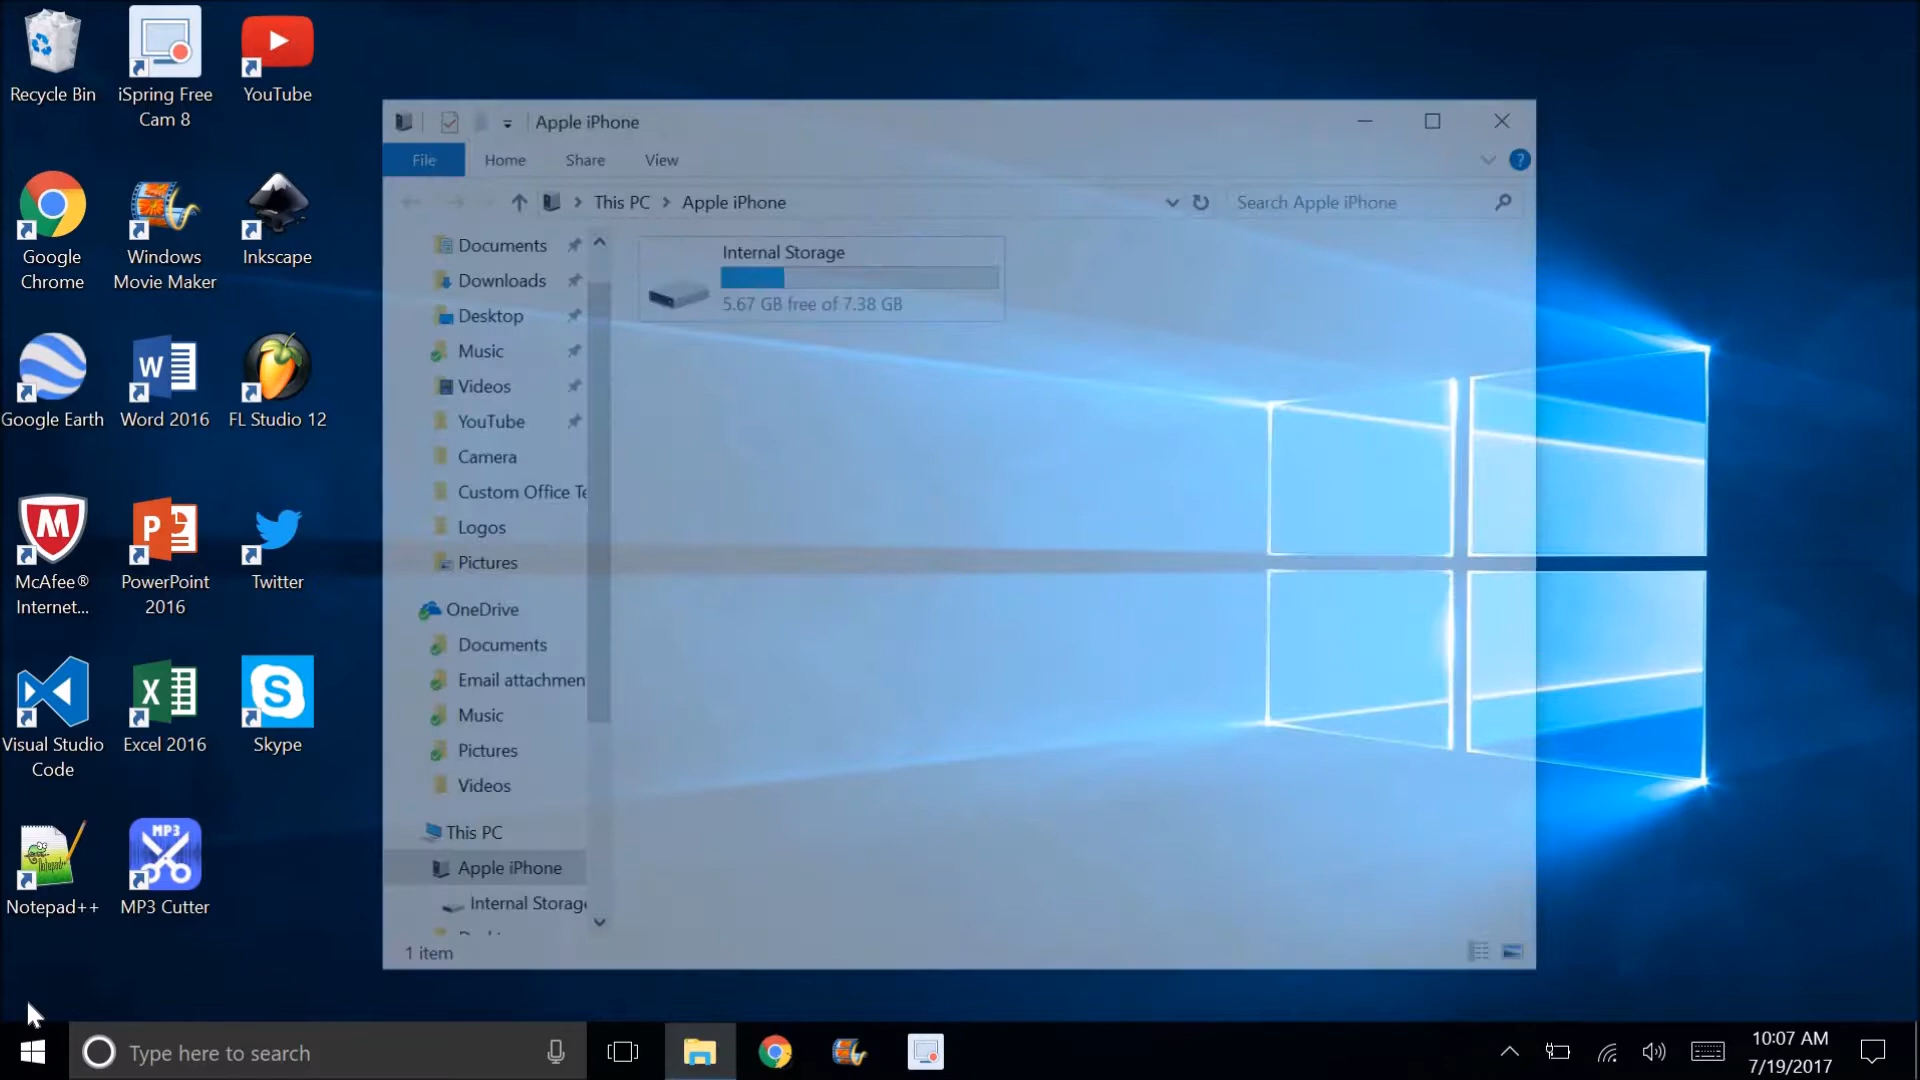 Recycle Bin
iSpring Free
Cam 8
YouTube
Google
Chrome
Windows
Movie Maker
Inkscape
Google Earth
Word 2016
FL Studio 12
McAfee®
Internet...
PowerPoint
2016
Twitter
Visual Studio
Code
Excel 2016
Skype
Notepad++
MP3
MP3 Cutter
Apple iPhone
File
Home
Share
View
This PC
Apple iPhone
Search Apple iPhone
Documents
Downloads
Desktop
Music
Videos
YouTube
Camera
Custom Office Te
Logos
Pictures
OneDrive
Documents
Email attachmen
Music
Pictures
Videos
This PC
Apple iPhone
Internal Storage
Internal Storage
5.67 GB free of 7.38 GB
1 item
Type here to search
10:07 AM
7/19/2017